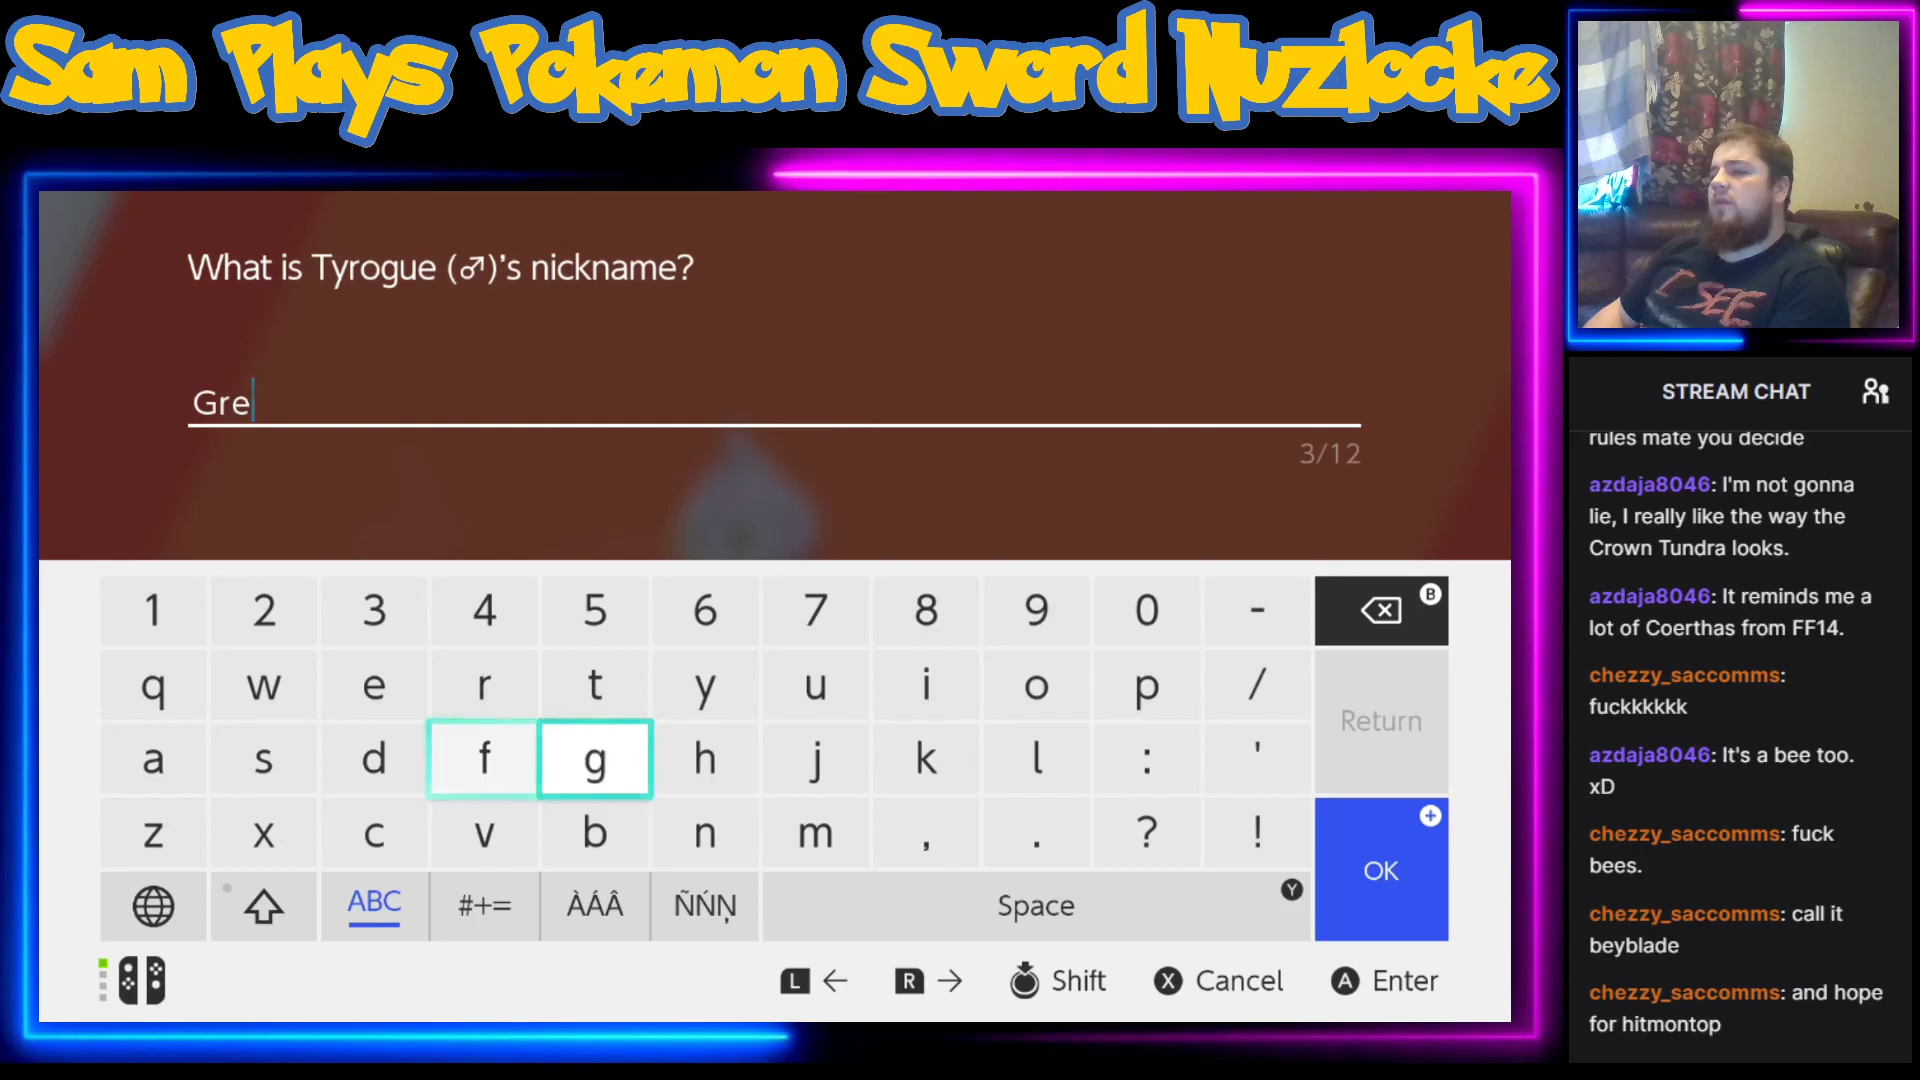 Sam Plays Pokemon Sword Nuzlocke
What is Tyrogue (♂)'s nickname?
Gre
3/12
1 2 3 4 5 6 7 8 9 0 -
B
q w e r t y u i o p /
Return
a s d f g h j k l : '
z x c v b n m , . ? !
+
OK
ABC #+= ÀÁÂ ÑŃŅ Space
Y
L ← R → Shift X Cancel A Enter
I SEE
STREAM CHAT
rules mate you decide
azdaja8046: I'm not gonna
lie, I really like the way the
Crown Tundra looks.
azdaja8046: It reminds me a
lot of Coerthas from FF14.
chezzy_saccomms:
fuckkkkkk
azdaja8046: It's a bee too.
xD
chezzy_saccomms: fuck
bees.
chezzy_saccomms: call it
beyblade
chezzy_saccomms: and hope
for hitmontop